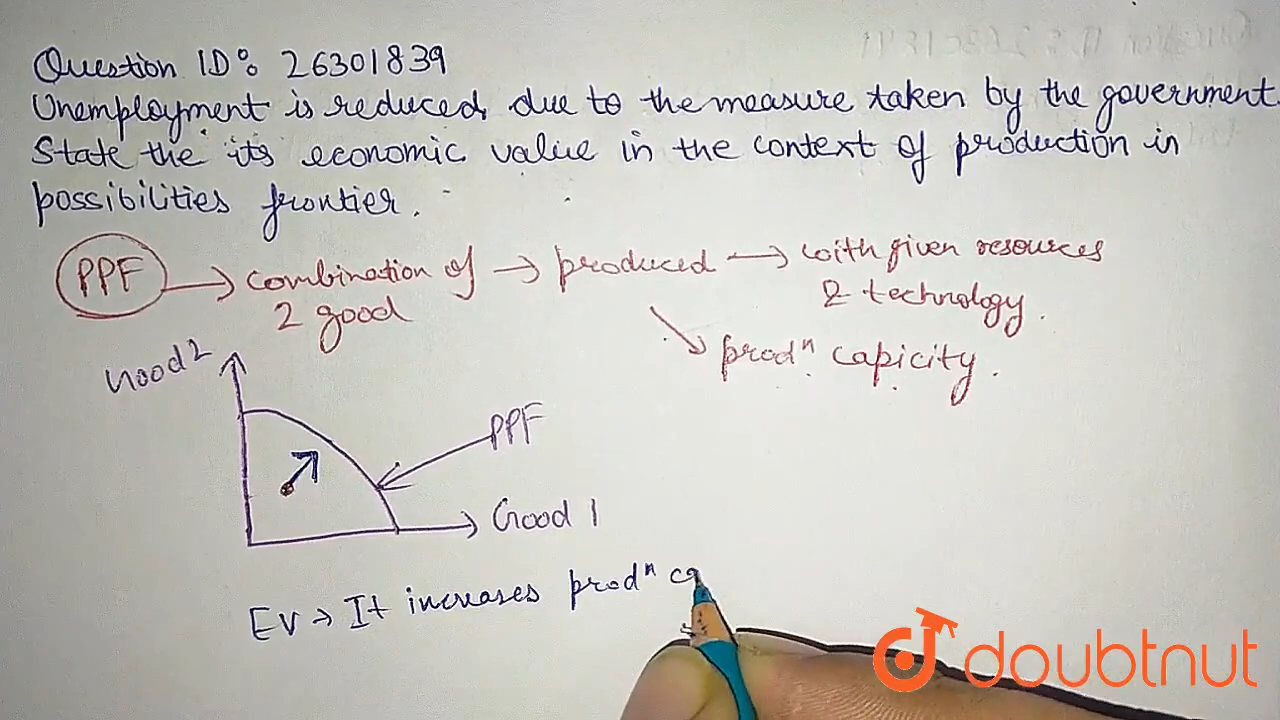 Question ID: 26301839
Unemployment is reduced, due to the measure taken by the government.
State the its economic value in the context of production in
possibilities frontier.
PPF → combination of 2 good → produced → with given resources & technology.
prodⁿ capicity.
Good 2
PPF
Good 1
EV → It increases prodⁿ ca
doubtnut